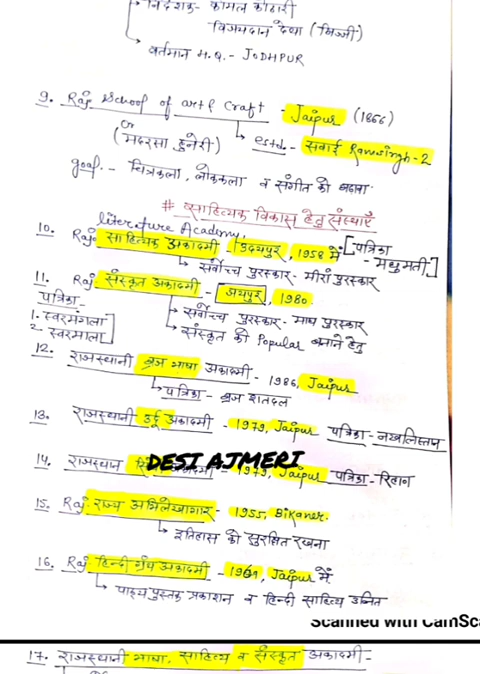 निर्देशक- कोमल कोठारी
विजयदान देथा (बिज्जी)
वर्तमान H.Q. - JODHPUR
9. Raj School of art & Craft - Jaipur (1866)
or
(मदरसा हुनेरी)
estd. - सवाई Ramsingh-2
goal. - चित्रकला, लोककला व संगीत को बढ़ावा
# साहित्यिक विकास हेतु संस्थाएँ
literature Academy,
10. Raj. साहित्यिक अकादमी, उदयपुर, 1958 में [पत्रिका - मधुमती]
सर्वोच्च पुरस्कार - मीरां पुरस्कार
11. Raj. संस्कृत अकादमी - जयपुर, 1980.
पत्रिका-
सर्वोच्च पुरस्कार - माघ पुरस्कार
1. स्वरमंगला
2. स्वरमाला
संस्कृत को Popular बनाने हेतु
12. राजस्थानी ब्रज भाषा अकादमी - 1986, Jaipur
पत्रिका - ब्रज शतदल
13. राजस्थानी उर्दू अकादमी - 1979, Jaipur पत्रिका - नखलिस्तान
DESI AJMERI
14. राजस्थान अकादमी - 1979, Jaipur पत्रिका - रिहाण
15. Raj. राज्य अभिलेखागार - 1955, Bikaner.
इतिहास को सुरक्षित रखना
16. Raj. हिन्दी ग्रंथ अकादमी - 1969, Jaipur में.
पाठ्य पुस्तक प्रकाशन व हिन्दी साहित्य उन्नति
Scanned with CamSc
17. राजस्थानी भाषा, साहित्य व संस्कृत अकादमी -